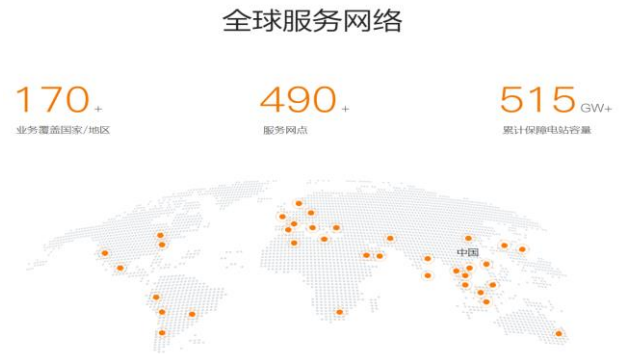 全球服务网络
170+
490+
515GW+
业务覆盖国家/地区
服务网点
累计保障电站容量
中国